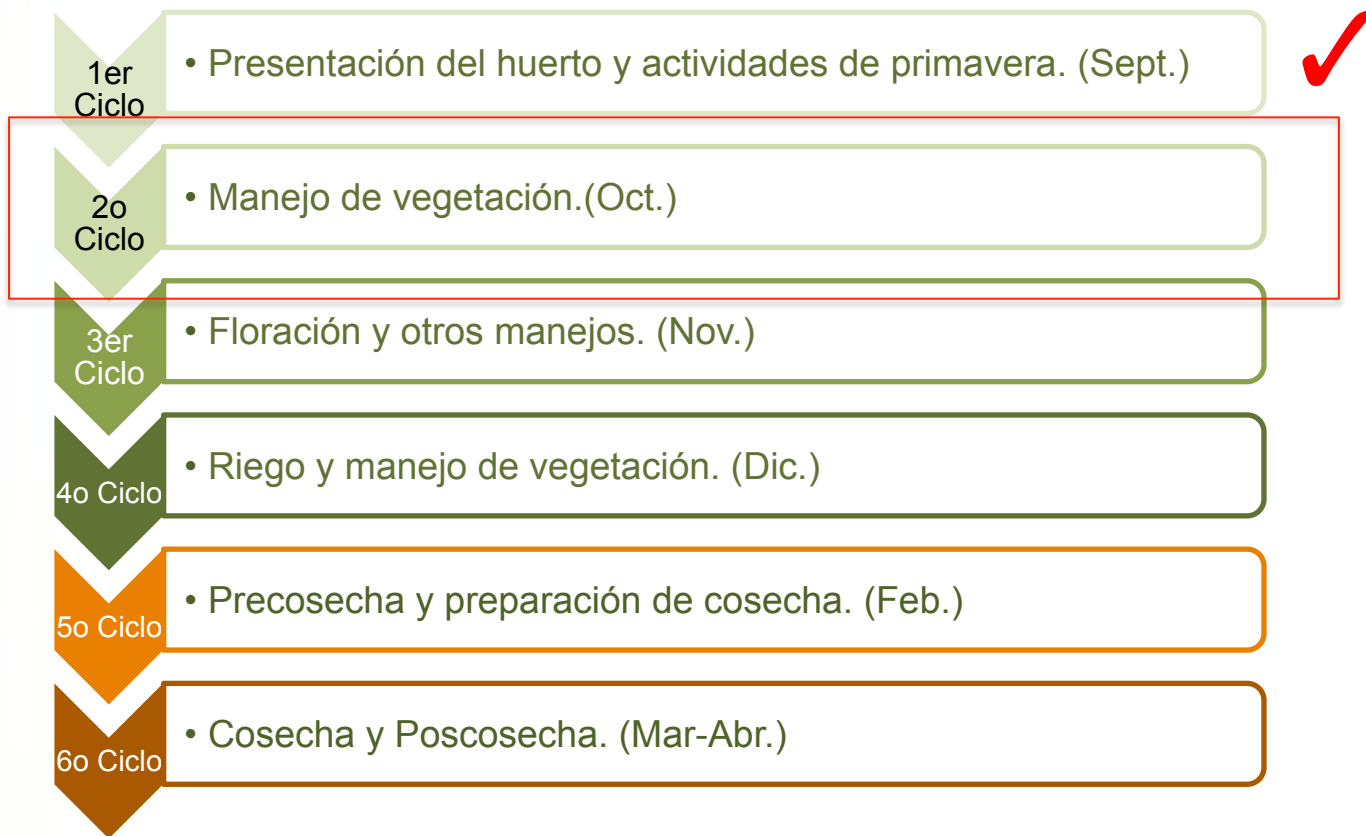 1er
Ciclo
• Presentación del huerto y actividades de primavera. (Sept.)
2o
Ciclo
• Manejo de vegetación.(Oct.)
3er
Ciclo
• Floración y otros manejos. (Nov.)
4o Ciclo
• Riego y manejo de vegetación. (Dic.)
5o Ciclo
• Precosecha y preparación de cosecha. (Feb.)
6o Ciclo
• Cosecha y Poscosecha. (Mar-Abr.)